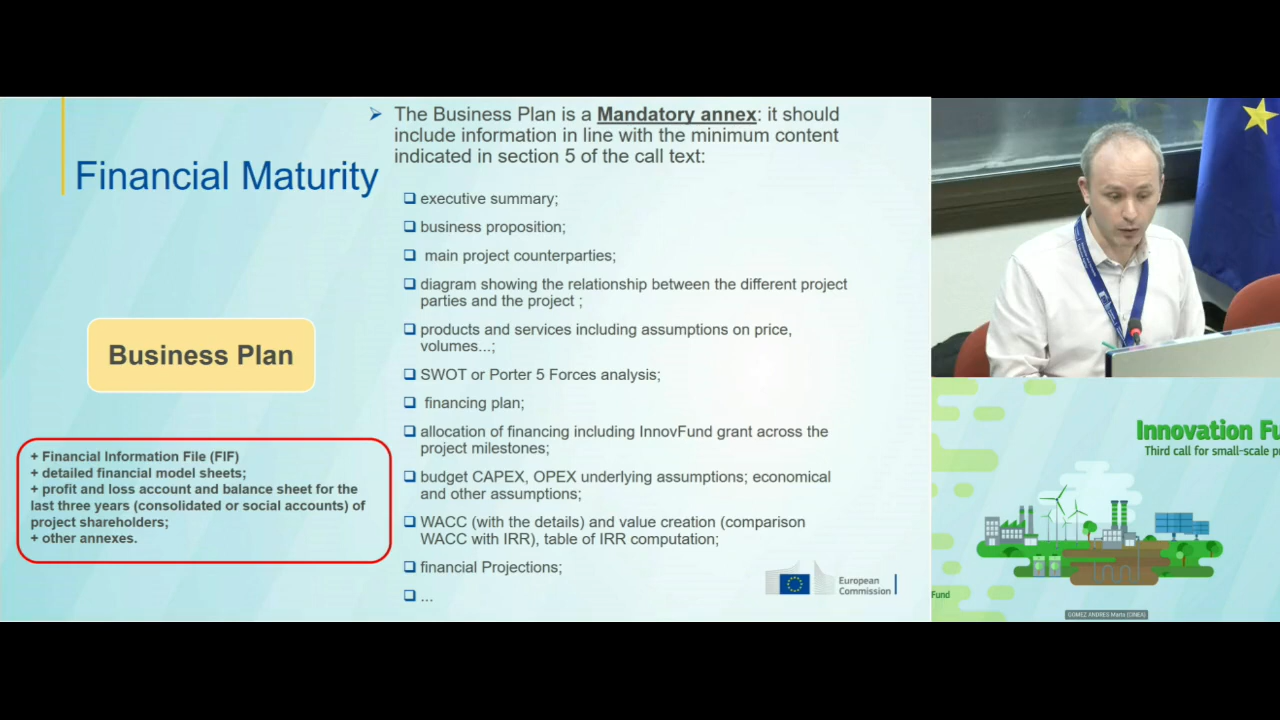 Financial Maturity
Business Plan
+ Financial Information File (FIF)
+ detailed financial model sheets;
+ profit and loss account and balance sheet for the
last three years (consolidated or social accounts) of
project shareholders;
+ other annexes.
The Business Plan is a Mandatory annex: it should
include information in line with the minimum content
indicated in section 5 of the call text:
executive summary;
business proposition;
main project counterparties;
diagram showing the relationship between the different project
parties and the project ;
products and services including assumptions on price,
volumes...;
SWOT or Porter 5 Forces analysis;
financing plan;
allocation of financing including InnovFund grant across the
project milestones;
budget CAPEX, OPEX underlying assumptions; economical
and other assumptions;
WACC (with the details) and value creation (comparison
WACC with IRR), table of IRR computation;
financial Projections;
...
European
Commission
Innovation Fu
Third call for small-scale p
Fund
GOMEZ ANDRES Marta (CINEA)